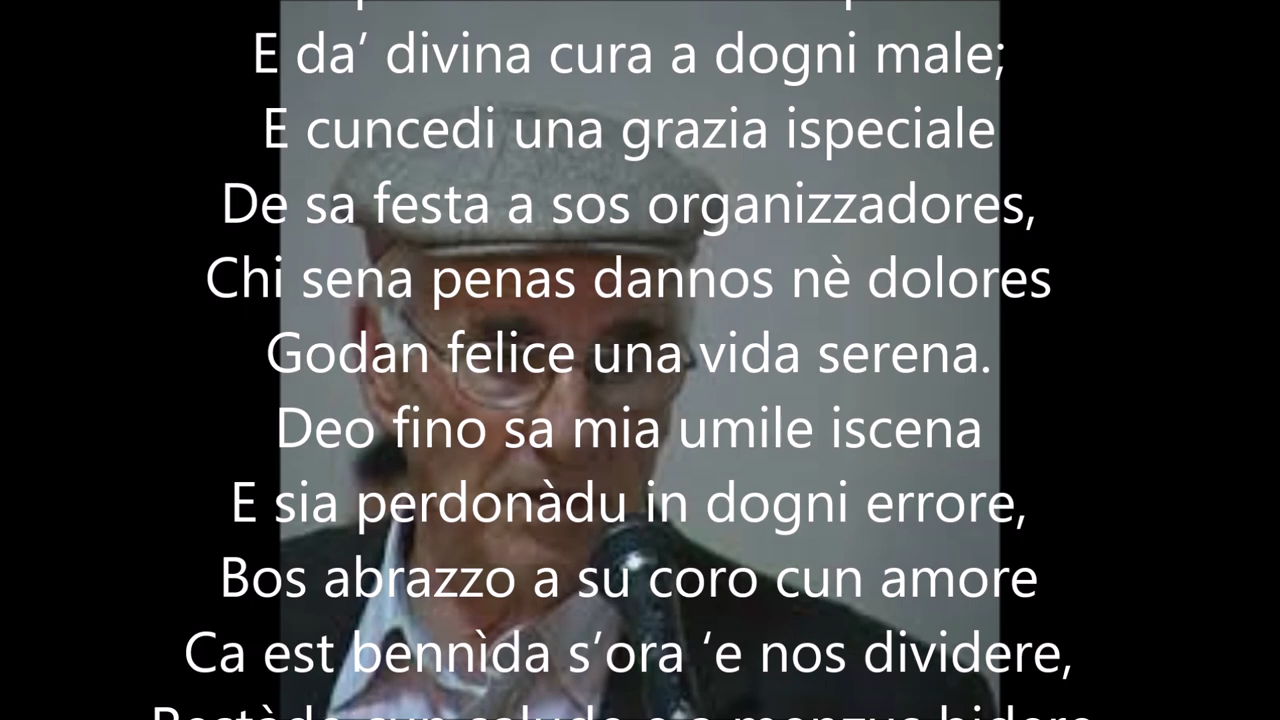 E da’ divina cura a dogni male;
E cuncedi una grazia ispeciale
De sa festa a sos organizzadores,
Chi sena penas dannos nè dolores
Godan felice una vida serena.
Deo fino sa mia umile iscena
E sia perdonàdu in dogni errore,
Bos abrazzo a su coro cun amore
Ca est bennìda s’ora ‘e nos dividere,